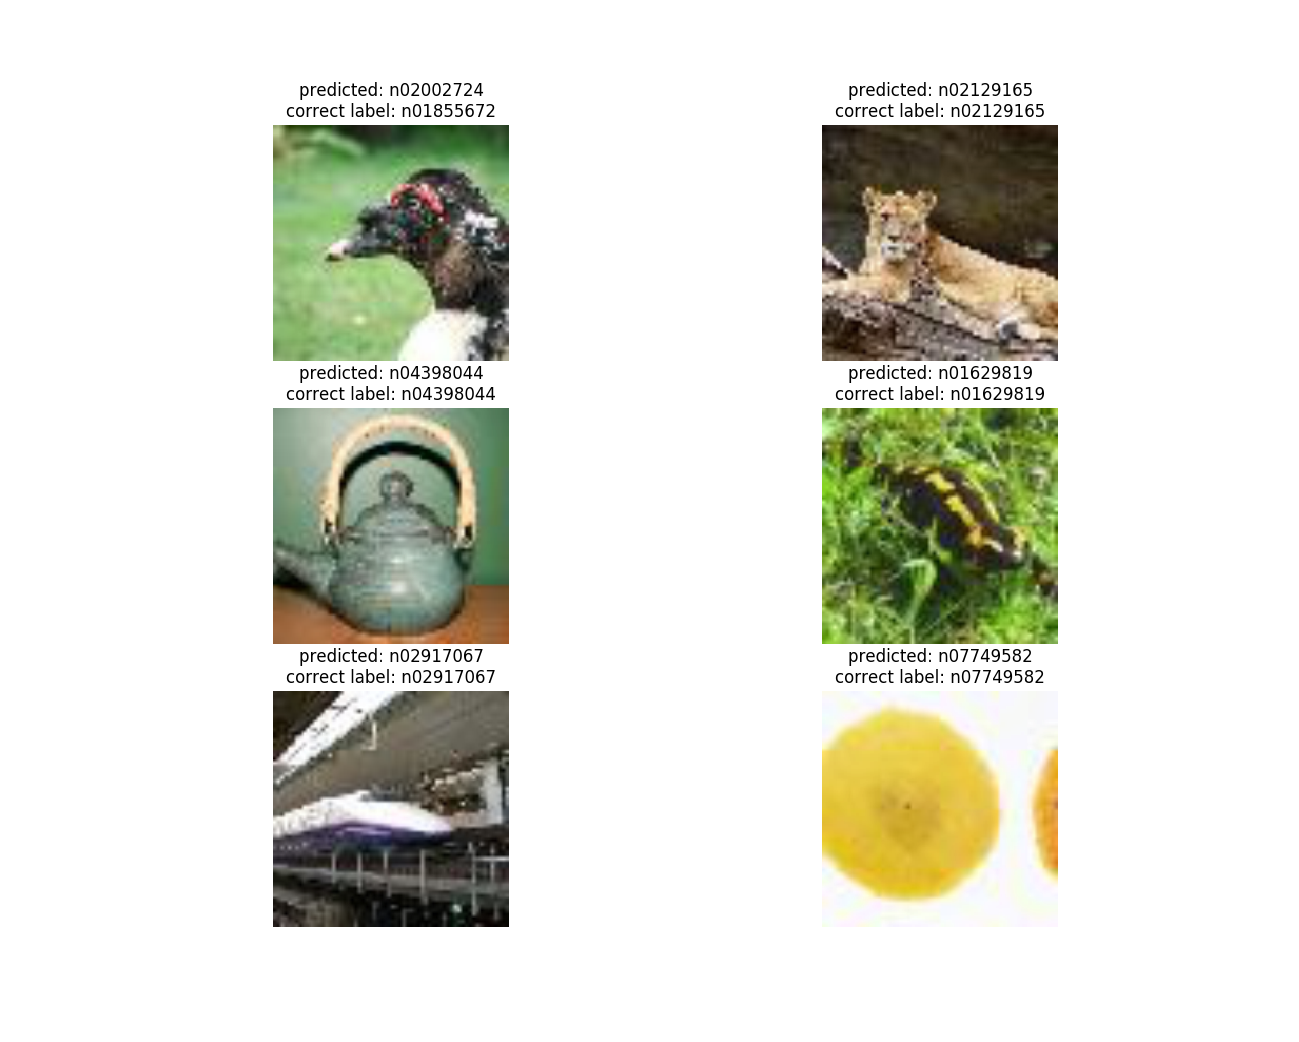 predicted: n02002724
correct label: n01855672
predicted: n02129165
correct label: n02129165
predicted: n04398044
correct label: n04398044
predicted: n01629819
correct label: n01629819
predicted: n02917067
correct label: n02917067
predicted: n07749582
correct label: n07749582